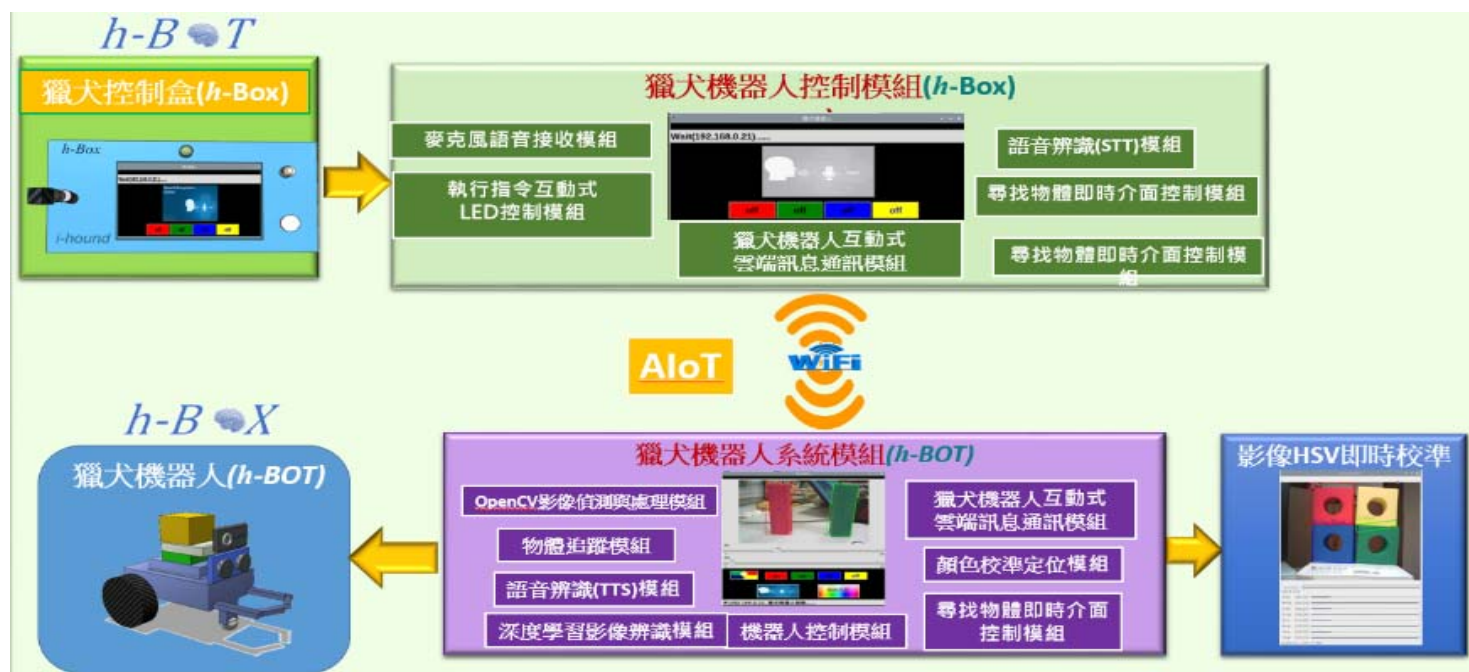 h-B T
獵犬控制盒(h-Box)
h-Box
i-hound
獵犬機器人控制模組(h-Box)
麥克風語音接收模組
執行指令互動式
LED控制模組
Wait(192.168.0.21).....
off off off off
獵犬機器人互動式
雲端訊息通訊模組
語音辨識(STT)模組
尋找物體即時介面控制模組
尋找物體即時介面控制模
組
AIoT
WiFi
h-B X
獵犬機器人(h-BOT)
獵犬機器人系統模組(h-BOT)
OpenCV影像偵測與處理模組
物體追蹤模組
語音辨識(TTS)模組
深度學習影像辨識模組
機器人控制模組
獵犬機器人互動式
雲端訊息通訊模組
顏色校準定位模組
尋找物體即時介面
控制模組
影像HSV即時校準